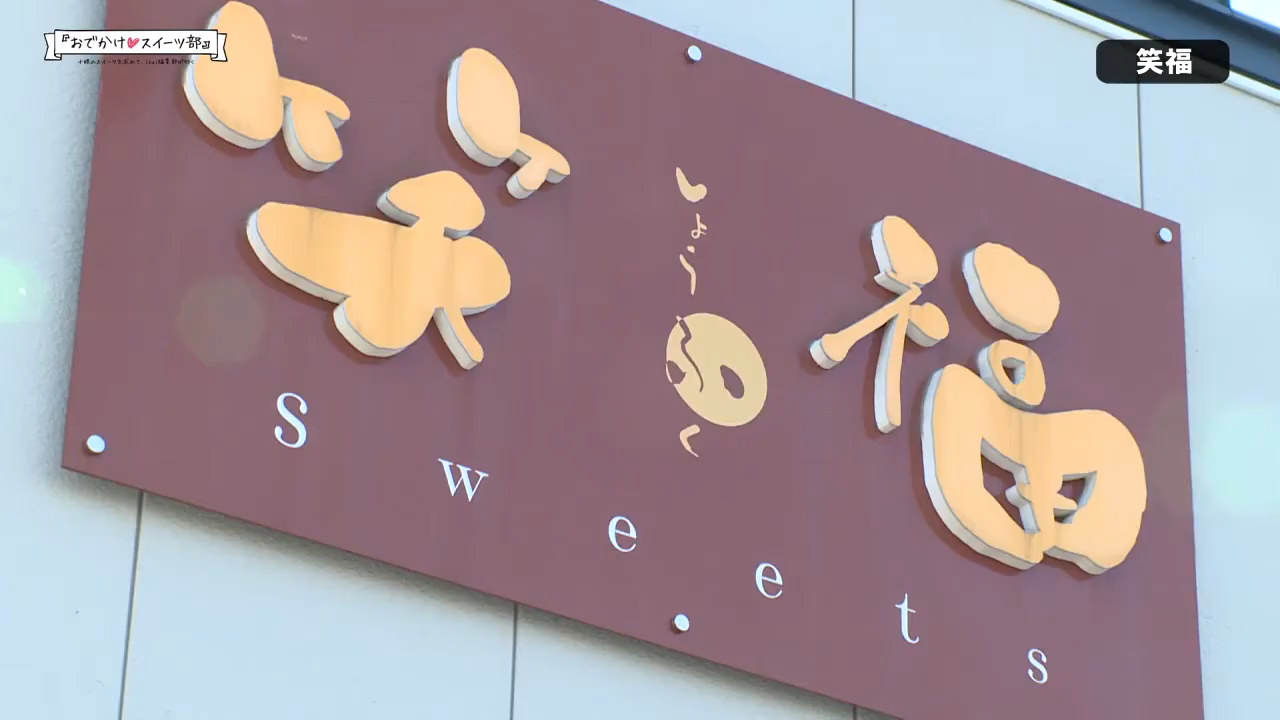 『おでかけ♥スイーツ部』
笑福
笑福
しょうふく
sweets